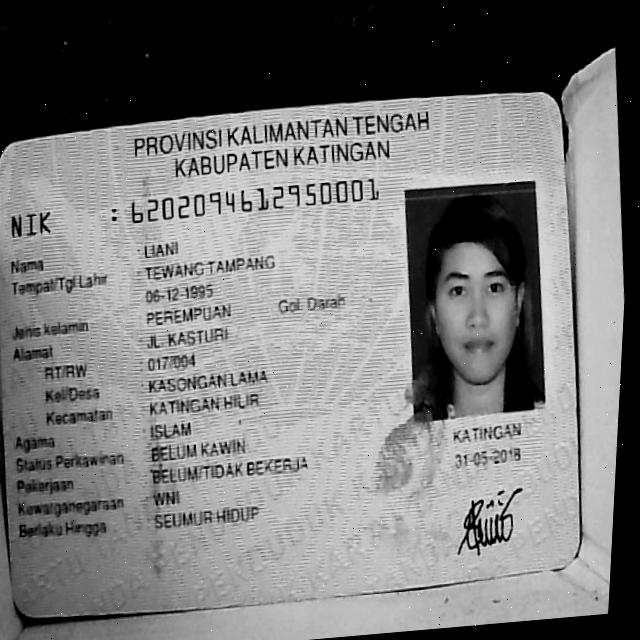 PROVINSI KALIMANTAN TENGAH
KABUPATEN KATINGAN
NIK : 6202094612950001
Nama : LIANI
Tempat/Tgl Lahir : TEWANG TAMPANG
06-12-1995
Jenis kelamin : PEREMPUAN Gol. Darah
Alamat : JL. KASTURI
RT/RW : 017/004
Kel/Desa : KASONGAN LAMA
Kecamatan : KATINGAN HILIR
Agama : ISLAM
Status Perkawinan : BELUM KAWIN
Pekerjaan : BELUM/TIDAK BEKERJA
Kewarganegaraan : WNI
Berlaku Hingga : SEUMUR HIDUP
KATINGAN
31-05-2018